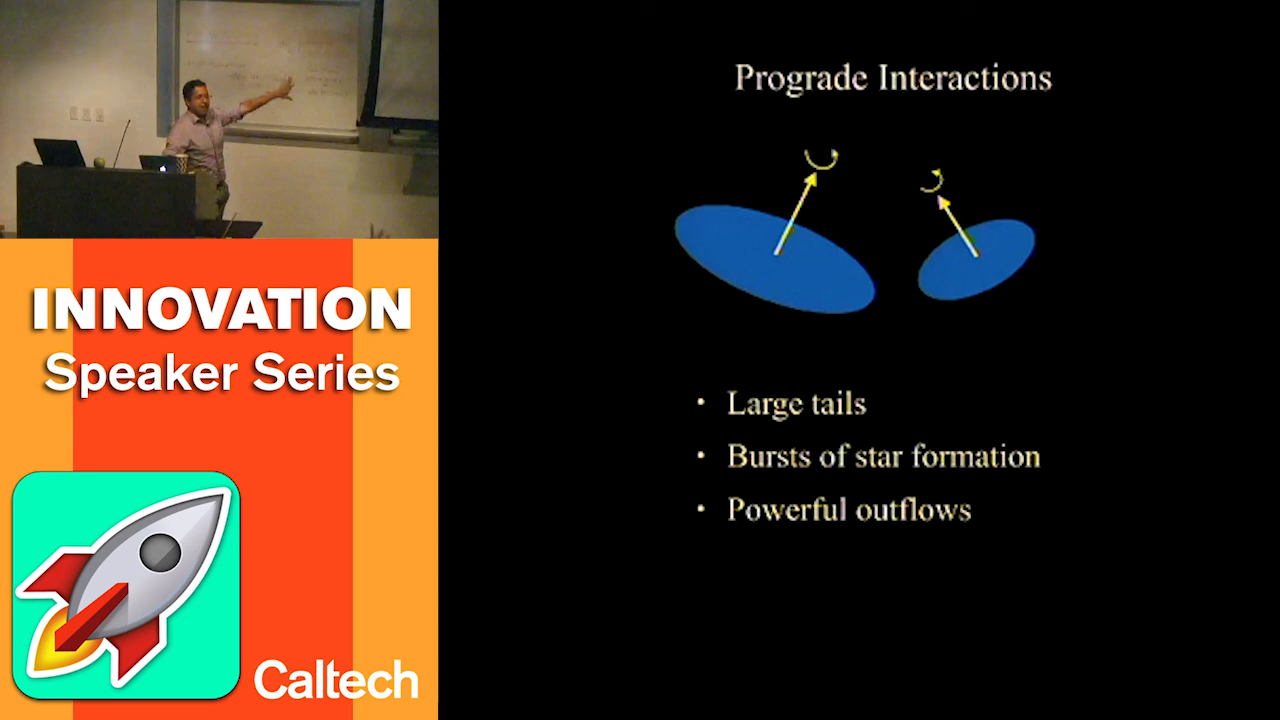 INNOVATION
Speaker Series
Caltech
Prograde Interactions
• Large tails
• Bursts of star formation
• Powerful outflows